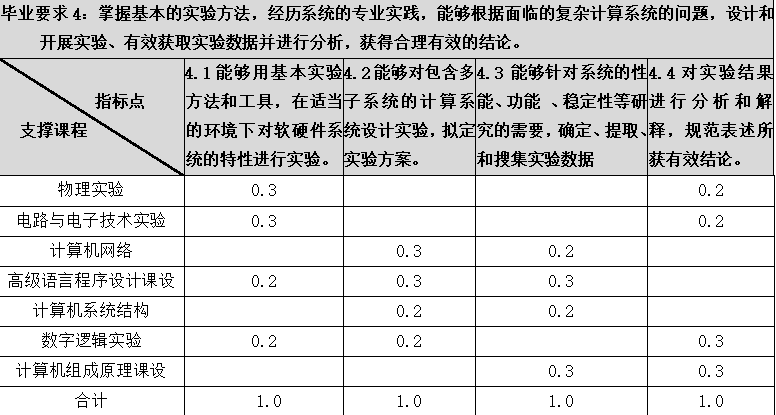 毕业要求4：掌握基本的实验方法，经历系统的专业实践，能够根据面临的复杂计算系统的问题，设计和
开展实验、有效获取实验数据并进行分析，获得合理有效的结论。
指标点
支撑课程
4.1能够用基本实验
方法和工具，在适当
的环境下对软硬件系
统的特性进行实验。
4.2能够对包含多
子系统的计算系
统设计实验，拟定
实验方案。
4.3 能够针对系统的性
能、功能 、稳定性等研
究的需要，确定、提取、
和搜集实验数据
4.4 对实验结果
进行分析和解
释，规范表述所
获有效结论。
物理实验 0.3 0.2
电路与电子技术实验 0.3 0.2
计算机网络 0.3 0.2
高级语言程序设计课设 0.2 0.3 0.3
计算机系统结构 0.2 0.2
数字逻辑实验 0.2 0.2 0.3
计算机组成原理课设 0.3 0.3
合计 1.0 1.0 1.0 1.0